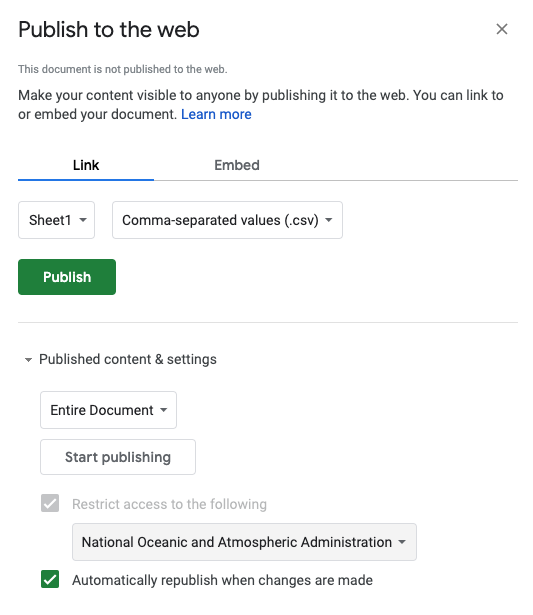 Publish to the web
This document is not published to the web.
Make your content visible to anyone by publishing it to the web. You can link to
or embed your document. Learn more
Link Embed
Sheet1 Comma-separated values (.csv)
Publish
Published content & settings
Entire Document
Start publishing
Restrict access to the following
National Oceanic and Atmospheric Administration
Automatically republish when changes are made